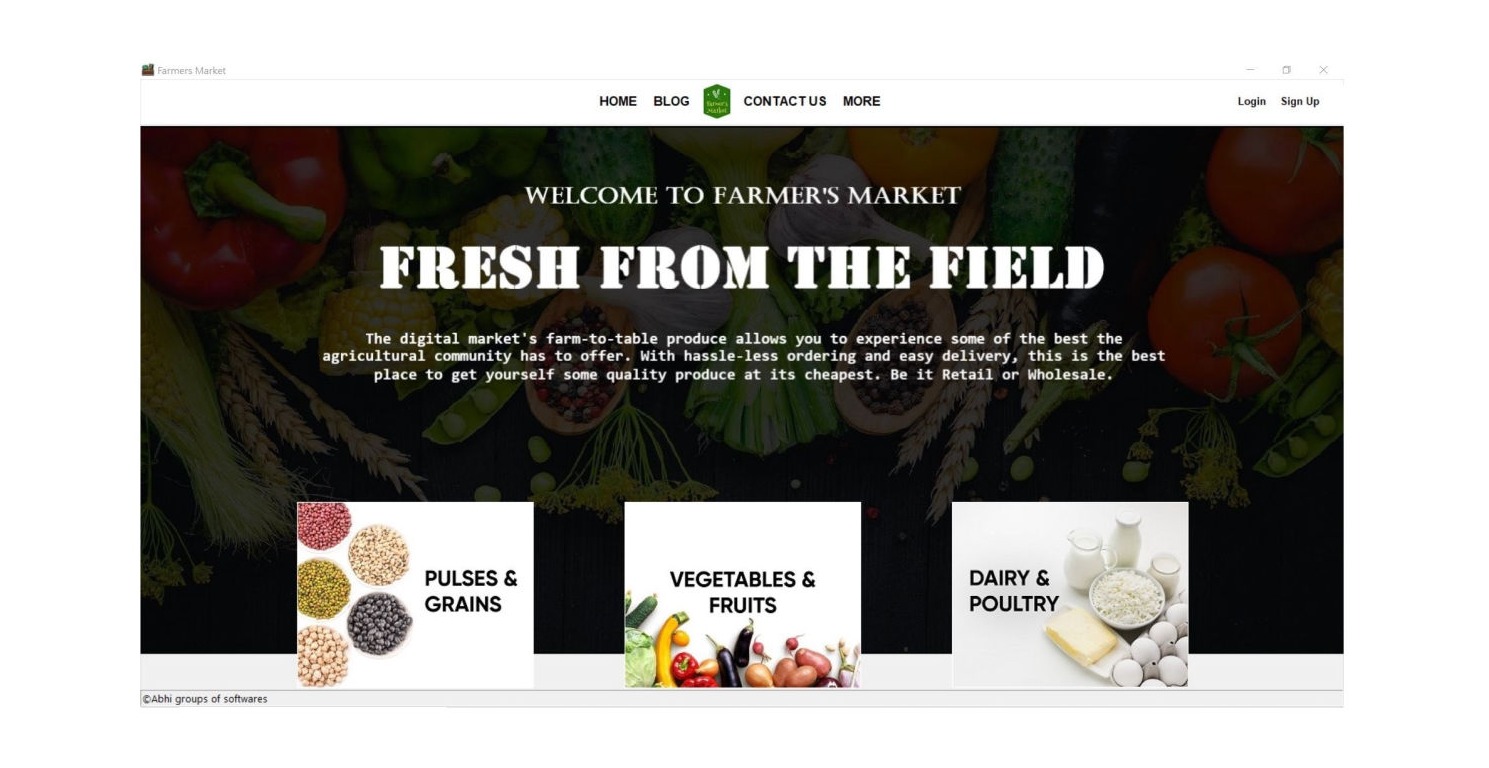 Farmers Market
HOME BLOG Farmer's Market CONTACT US MORE Login Sign Up
WELCOME TO FARMER'S MARKET
FRESH FROM THE FIELD
The digital market's farm-to-table produce allows you to experience some of the best the
agricultural community has to offer. With hassle-less ordering and easy delivery, this is the best
place to get yourself some quality produce at its cheapest. Be it Retail or Wholesale.
PULSES &
GRAINS
VEGETABLES &
FRUITS
DAIRY &
POULTRY
©Abhi groups of softwares